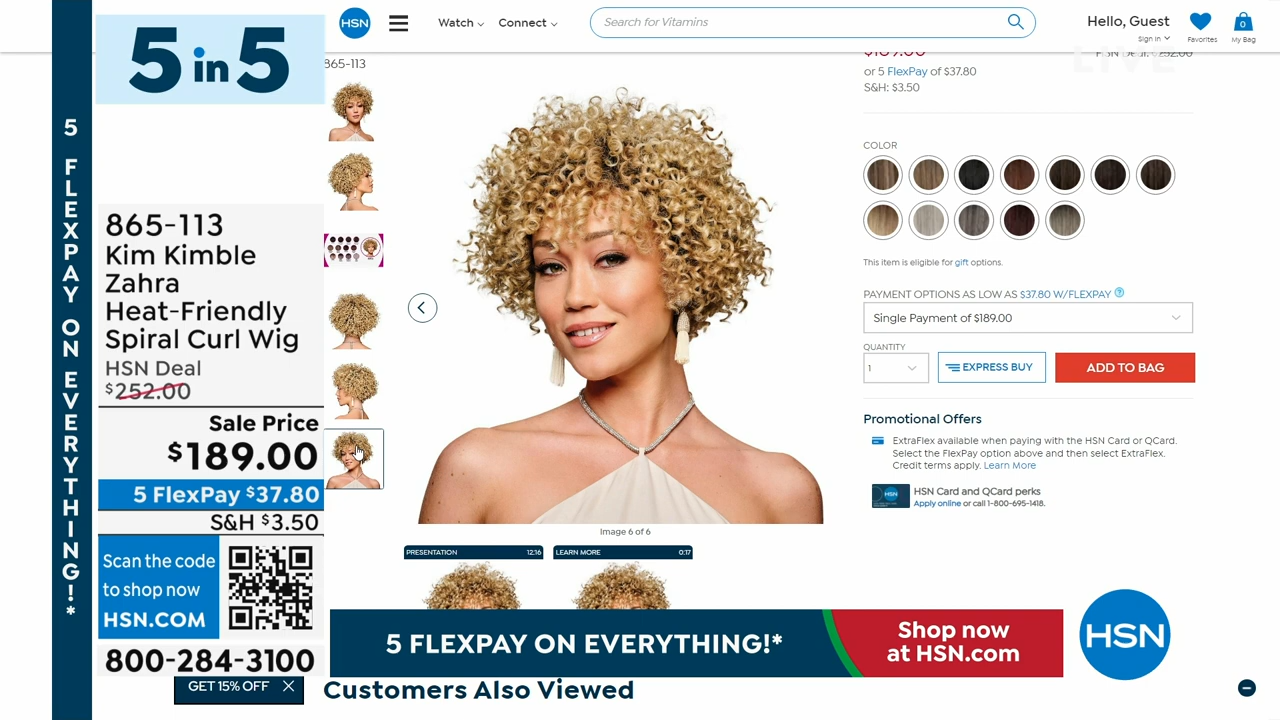 5 in 5
5 FLEXPAY ON EVERYTHING!*
865-113
Kim Kimble
Zahra
Heat-Friendly
Spiral Curl Wig
HSN Deal
$252.00
Sale Price
$189.00
5 FlexPay $37.80
S&H $3.50
Scan the code
to shop now
HSN.COM
800-284-3100
GET 15% OFF
HSN
Watch
Connect
Search for Vitamins
Hello, Guest
Sign In
Favorites
0
My Bag
LIVE
865-113
$189.00
HSN Deal: $252.00
or 5 FlexPay of $37.80
S&H: $3.50
COLOR
This item is eligible for gift options.
PAYMENT OPTIONS AS LOW AS $37.80 W/FLEXPAY ?
Single Payment of $189.00
QUANTITY
1
EXPRESS BUY
ADD TO BAG
Promotional Offers
ExtraFlex available when paying with the HSN Card or QCard.
Select the FlexPay option above and then select ExtraFlex.
Credit terms apply. Learn More
HSN
HSN Card and QCard perks
Apply online or call 1-800-695-1418.
Image 6 of 6
PRESENTATION 12:16
LEARN MORE 0:17
5 FLEXPAY ON EVERYTHING!*
Shop now
at HSN.com
HSN
Customers Also Viewed